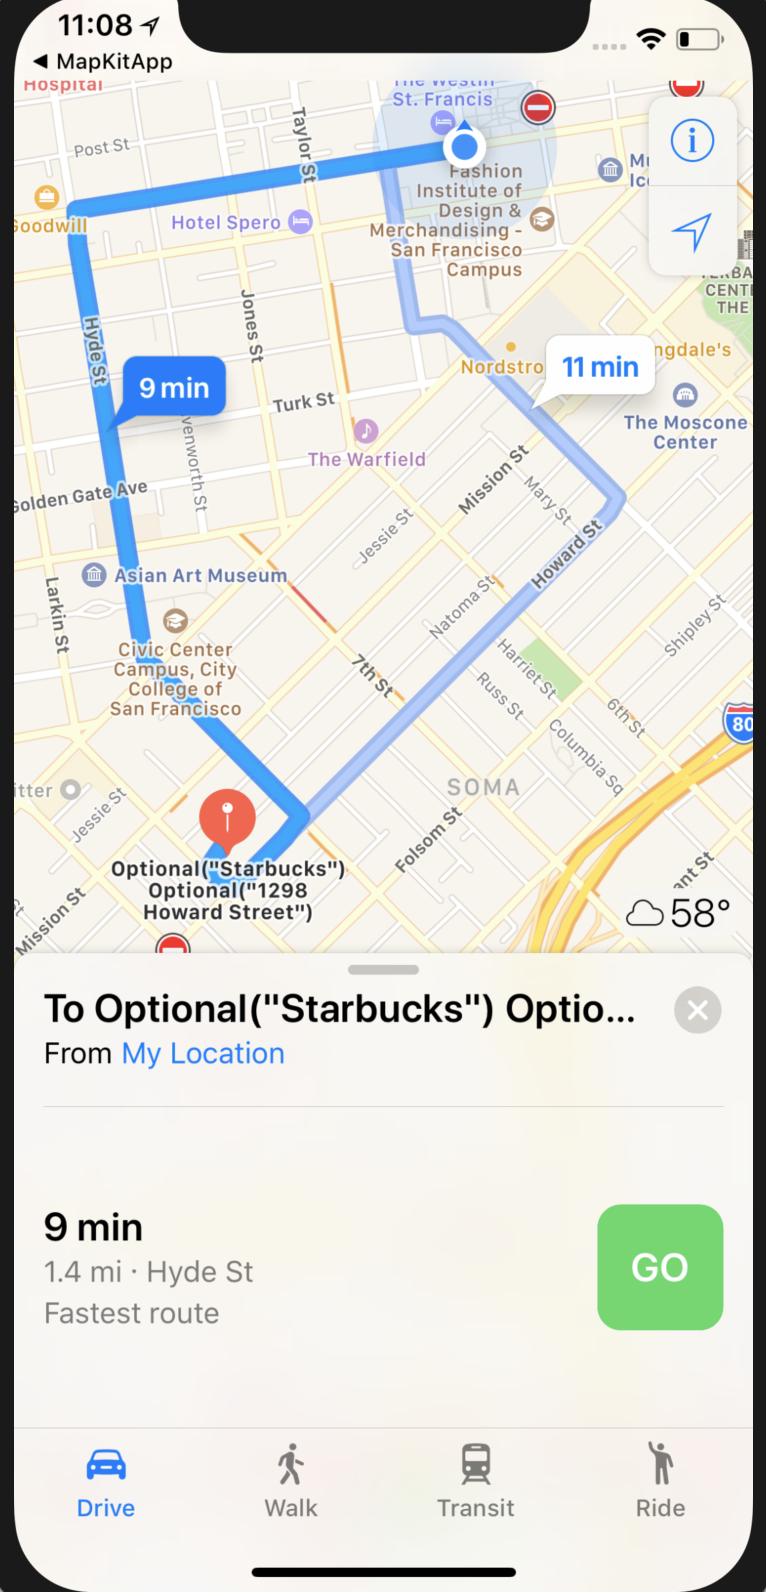 11:08
◀ MapKitApp
Hospital
The Westin
St. Francis
Post St
Taylor St
Fashion
Institute of
Design &
Merchandising -
San Francisco
Campus
Goodwill
Hotel Spero
CENT
THE
Hyde St
Jones St
9 min
11 min
Nordstro
ngdale's
Turk St
The Moscone
Center
The Warfield
venworth St
Mission St
Mary St
Golden Gate Ave
Jessie St
Howard St
Asian Art Museum
Larkin St
Natoma St
Shipley St
Civic Center
Campus, City
College of
San Francisco
7th St
Harriet St
Russ St
6th St
80
Columbia Sq
itter
SOMA
Jessie St
Folsom St
Optional("Starbucks")
Optional("1298
Howard Street")
ant St
Mission St
58°
To Optional("Starbucks") Optio...
From My Location
9 min
1.4 mi · Hyde St
Fastest route
GO
Drive
Walk
Transit
Ride